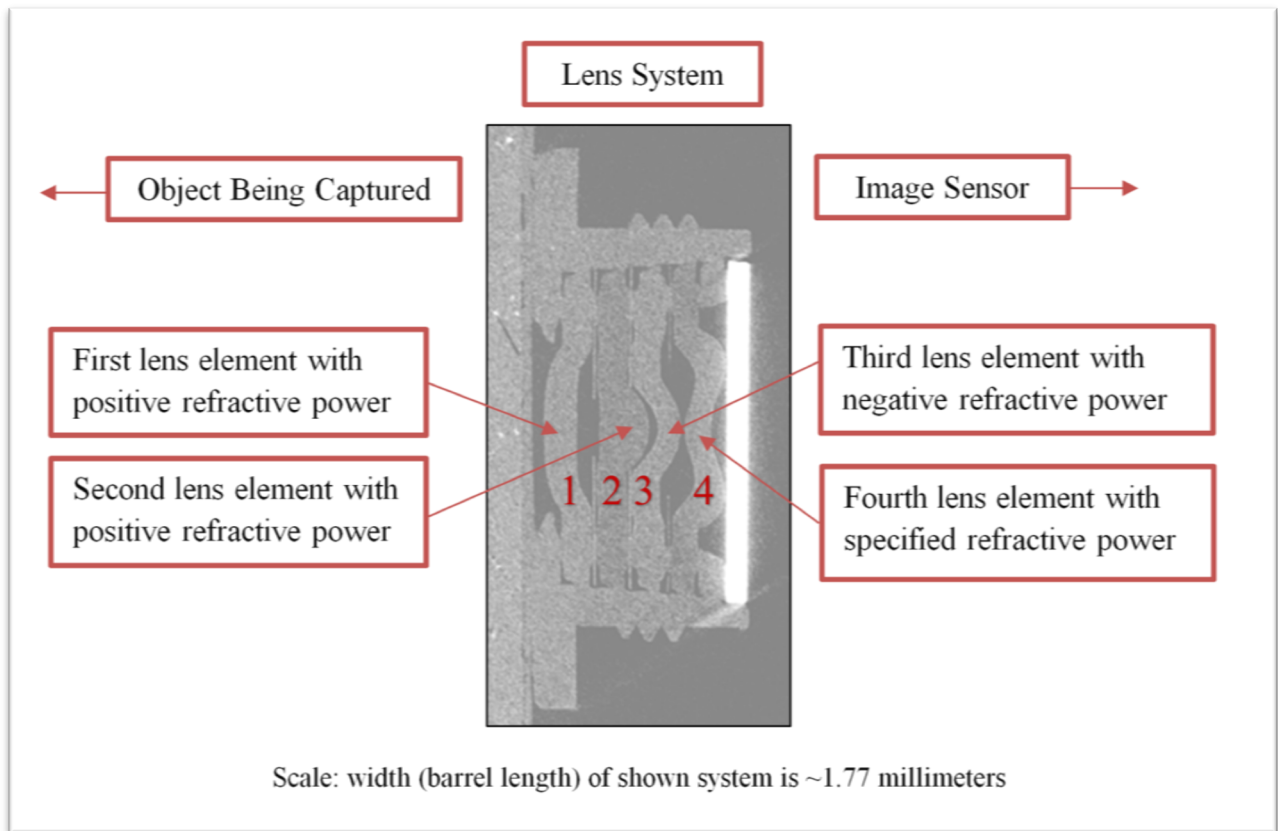 Lens System
Object Being Captured
Image Sensor
First lens element with
positive refractive power
Second lens element with
positive refractive power
Third lens element with
negative refractive power
Fourth lens element with
specified refractive power
1 2 3 4
Scale: width (barrel length) of shown system is ~1.77 millimeters